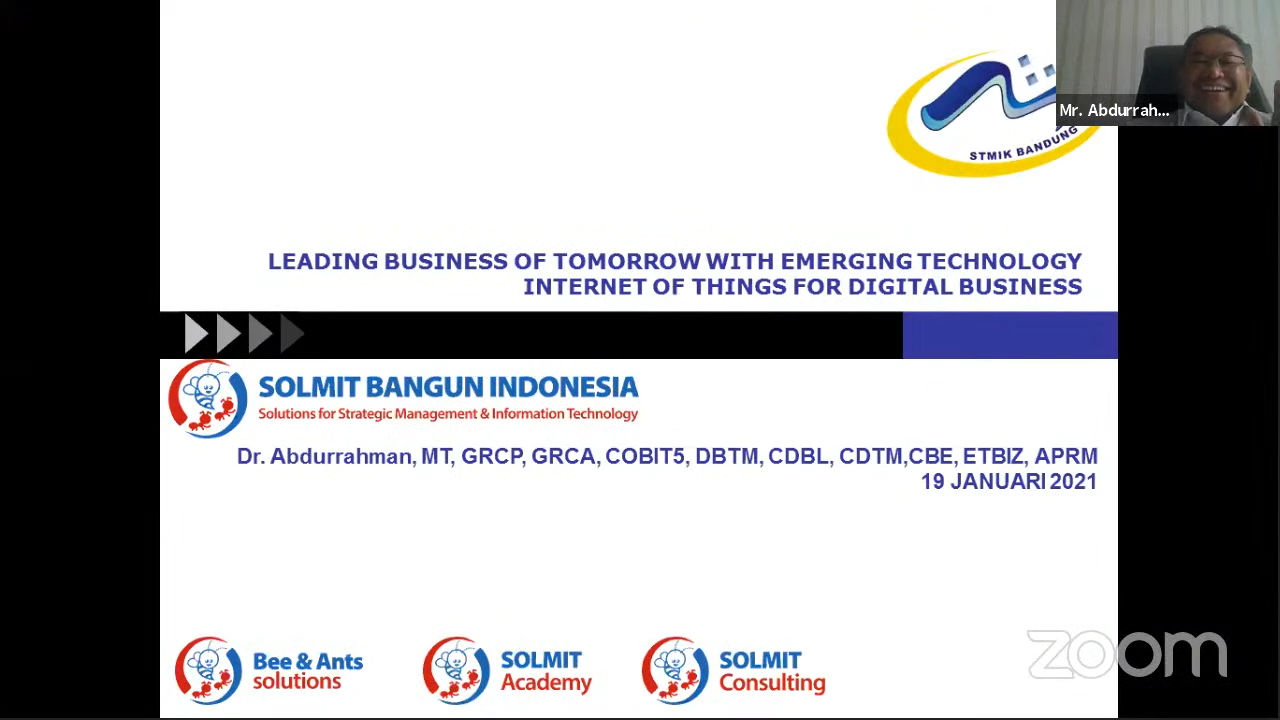 Mr. Abdurrah...
STMIK BANDUNG
LEADING BUSINESS OF TOMORROW WITH EMERGING TECHNOLOGY
INTERNET OF THINGS FOR DIGITAL BUSINESS
SOLMIT BANGUN INDONESIA
Solutions for Strategic Management & Information Technology
Dr. Abdurrahman, MT, GRCP, GRCA, COBIT5, DBTM, CDBL, CDTM,CBE, ETBIZ, APRM
19 JANUARI 2021
Bee & Ants
solutions
SOLMIT
Academy
SOLMIT
Consulting
zoom